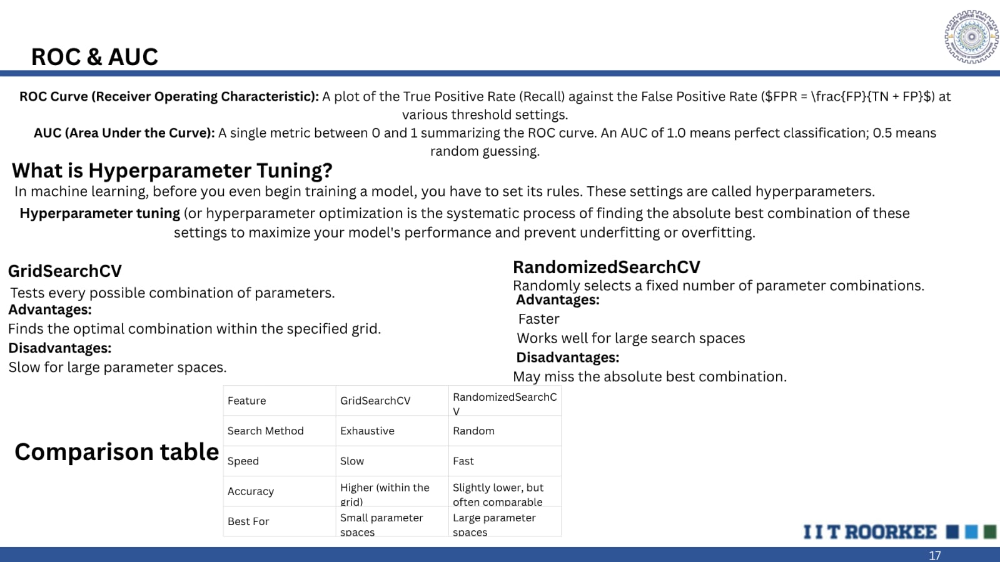 ROC & AUC
ROC Curve (Receiver Operating Characteristic): A plot of the True Positive Rate (Recall) against the False Positive Rate ($FPR = \frac{FP}{TN + FP}$) at
various threshold settings.
AUC (Area Under the Curve): A single metric between 0 and 1 summarizing the ROC curve. An AUC of 1.0 means perfect classification; 0.5 means
random guessing.
What is Hyperparameter Tuning?
In machine learning, before you even begin training a model, you have to set its rules. These settings are called hyperparameters.
Hyperparameter tuning (or hyperparameter optimization is the systematic process of finding the absolute best combination of these
settings to maximize your model's performance and prevent underfitting or overfitting.
GridSearchCV
Tests every possible combination of parameters.
Advantages:
Finds the optimal combination within the specified grid.
Disadvantages:
Slow for large parameter spaces.
RandomizedSearchCV
Randomly selects a fixed number of parameter combinations.
Advantages:
Faster
Works well for large search spaces
Disadvantages:
May miss the absolute best combination.
Comparison table
Feature GridSearchCV RandomizedSearchC
V
Search Method Exhaustive Random
Speed Slow Fast
Accuracy Higher (within the Slightly lower, but
grid) often comparable
Best For Small parameter Large parameter
spaces spaces
IIT ROORKEE
17